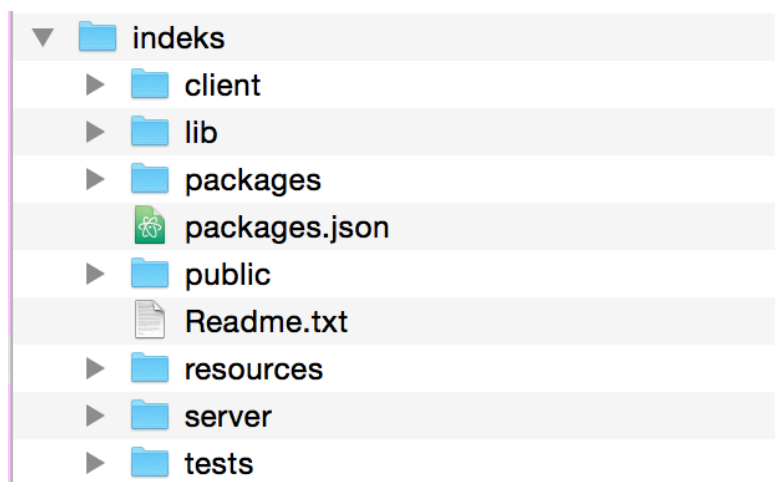 indeks
client
lib
packages
packages.json
public
Readme.txt
resources
server
tests